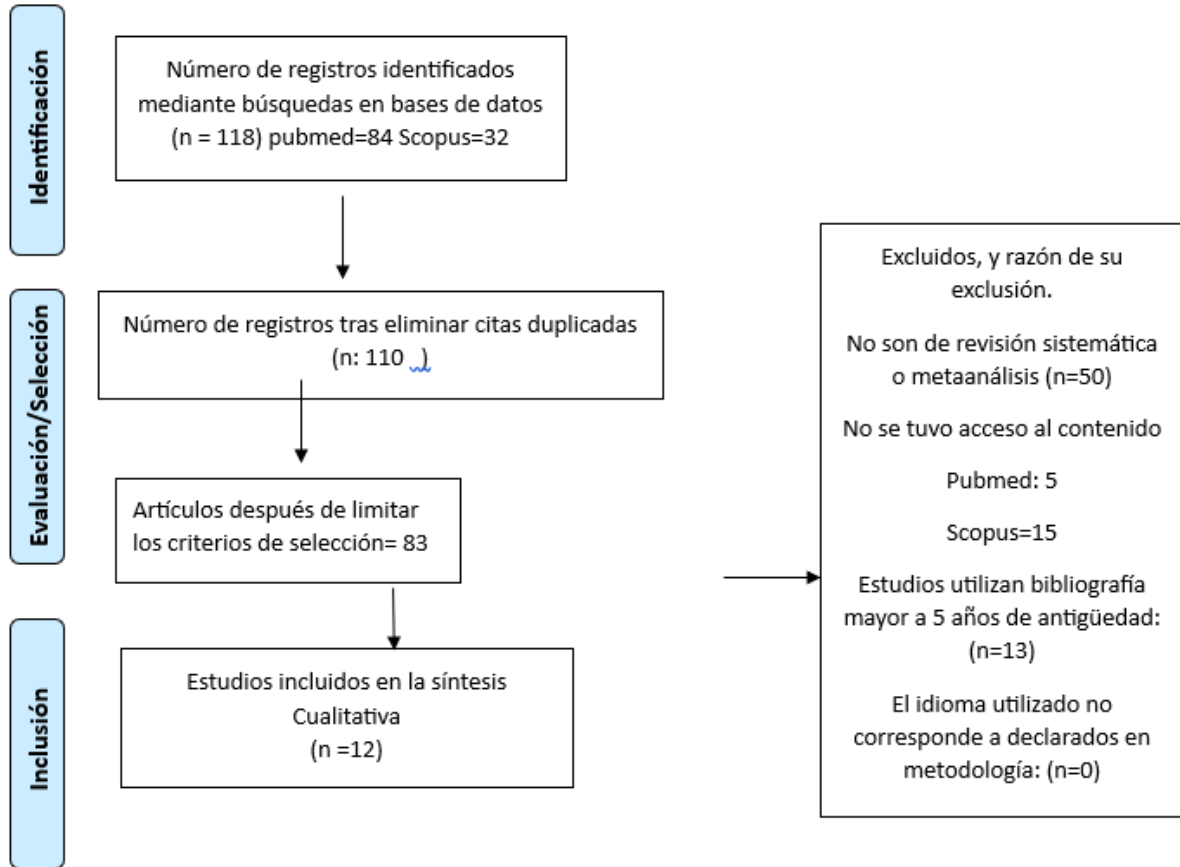 Identificación
Número de registros identificados
mediante búsquedas en bases de datos
(n = 118) pubmed=84 Scopus=32
Evaluación/Selección
Número de registros tras eliminar citas duplicadas
(n: 110 )
Artículos después de limitar
los criterios de selección= 83
Inclusión
Estudios incluidos en la síntesis
Cualitativa
(n =12)
Excluidos, y razón de su
exclusión.
No son de revisión sistemática
o metaanálisis (n=50)
No se tuvo acceso al contenido
Pubmed: 5
Scopus=15
Estudios utilizan bibliografía
mayor a 5 años de antigüedad:
(n=13)
El idioma utilizado no
corresponde a declarados en
metodología: (n=0)